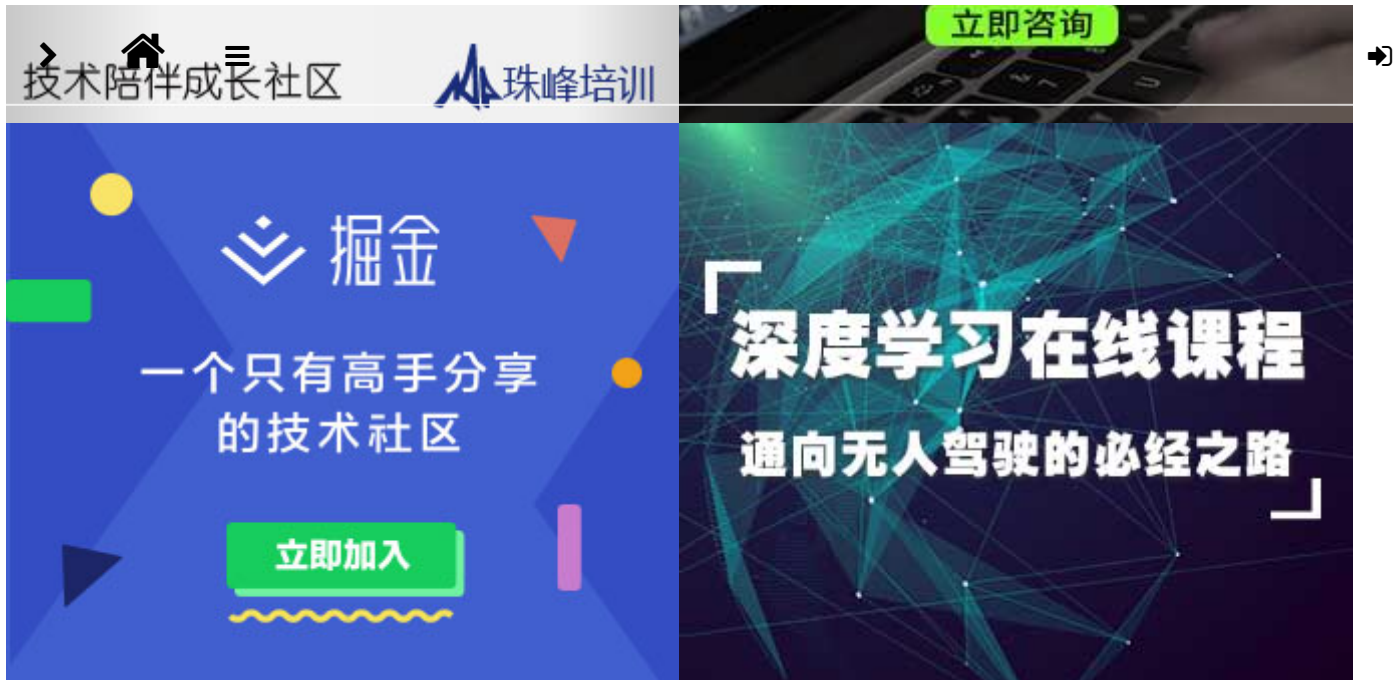 技术陪伴成长社区
珠峰培训
立即咨询
掘金
一个只有高手分享
的技术社区
立即加入
深度学习在线课程
通向无人驾驶的必经之路